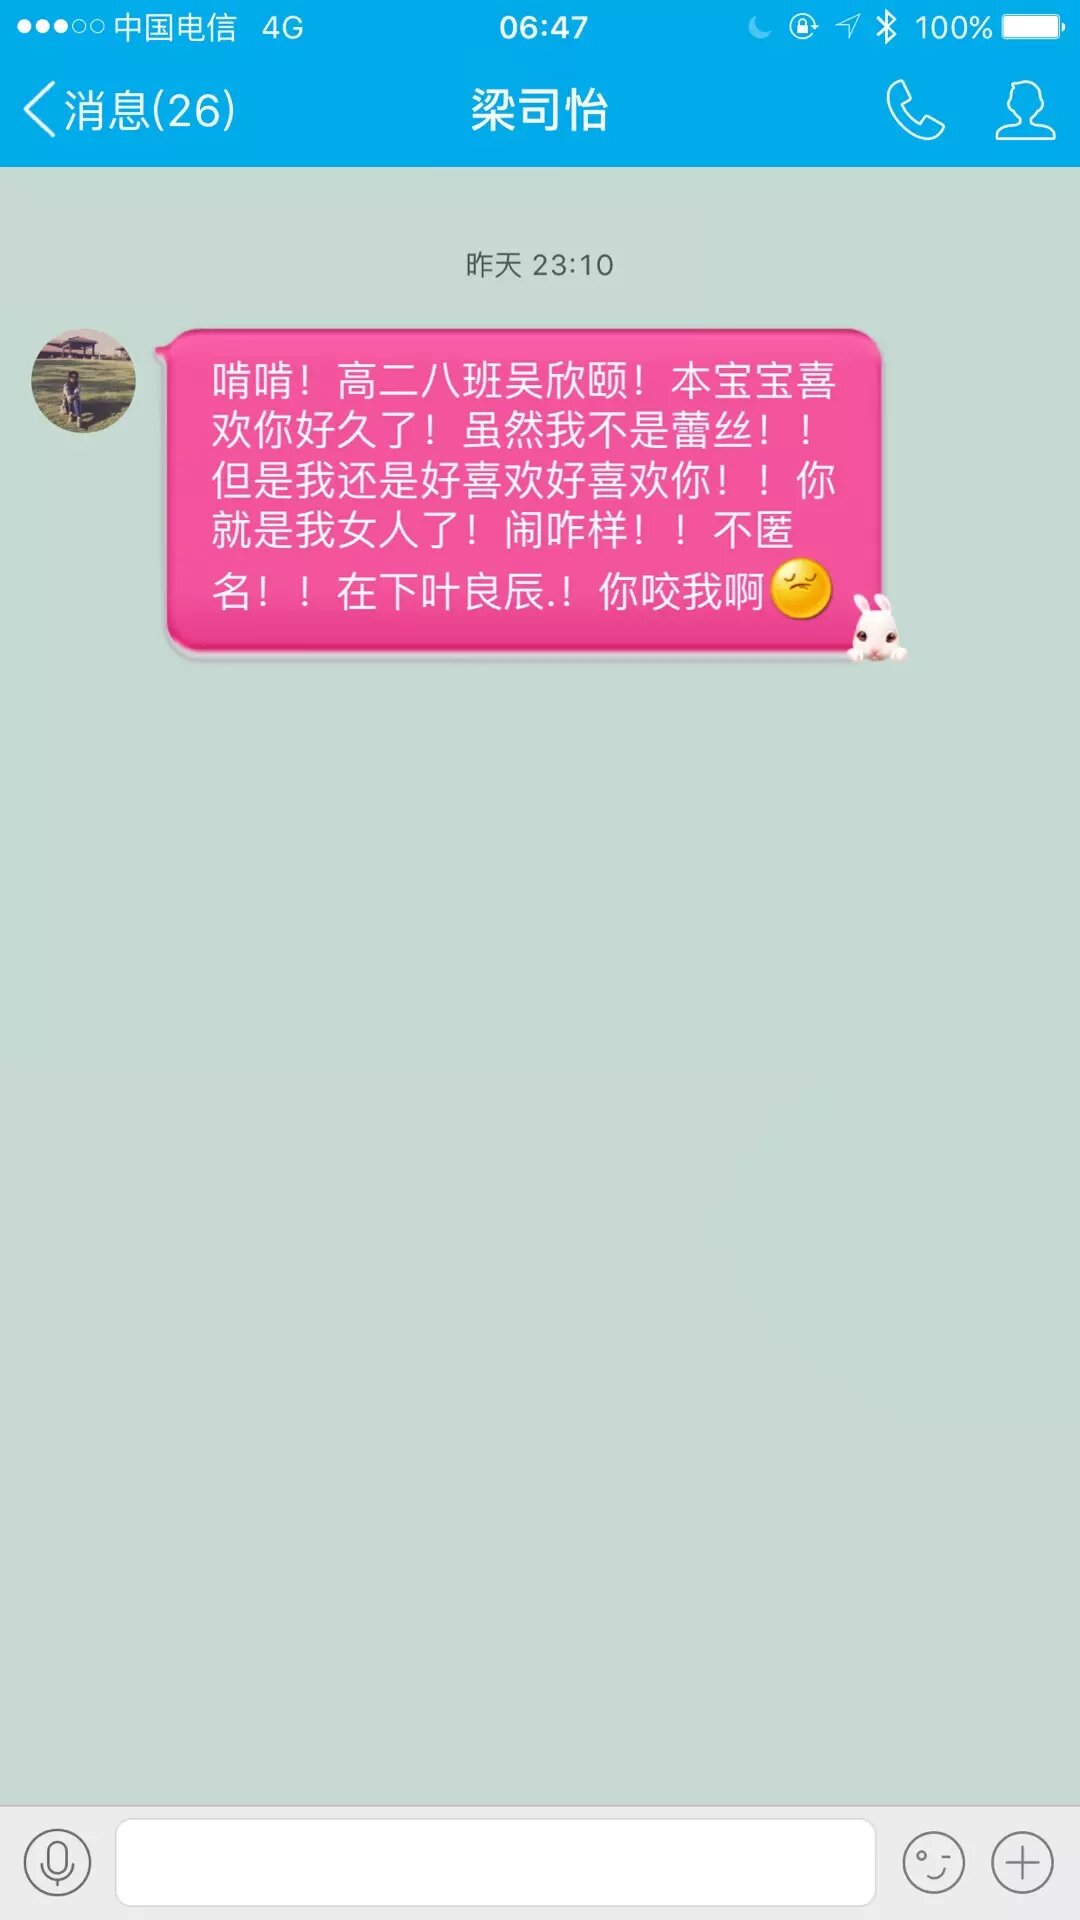 中国电信 4G 06:47 100%
消息(26) 梁司怡
昨天 23:10
啃啃！高二八班吴欣颐！本宝宝喜
欢你好久了！虽然我不是蕾丝！！
但是我还是好喜欢好喜欢你！！你
就是我女人了！闹咋样！！不匿
名！！在下叶良辰.！你咬我啊